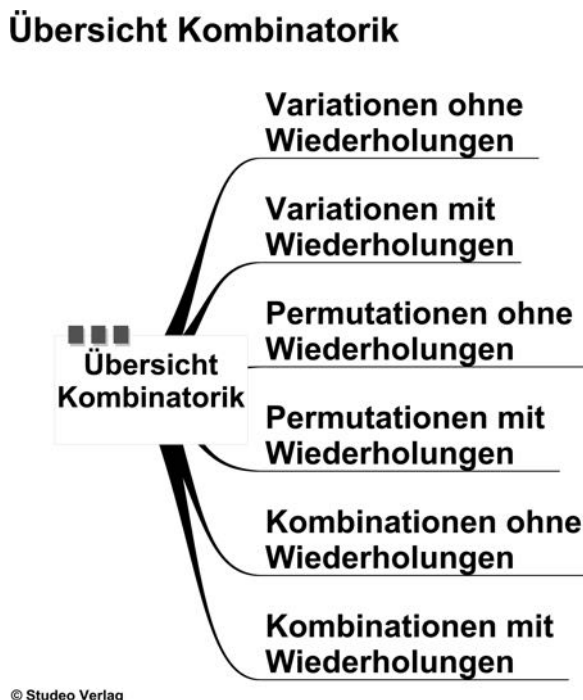 Übersicht Kombinatorik
Variationen ohne
Wiederholungen
Variationen mit
Wiederholungen
Permutationen ohne
Wiederholungen
Übersicht
Kombinatorik
Permutationen mit
Wiederholungen
Kombinationen ohne
Wiederholungen
Kombinationen mit
Wiederholungen
© Studeo Verlag